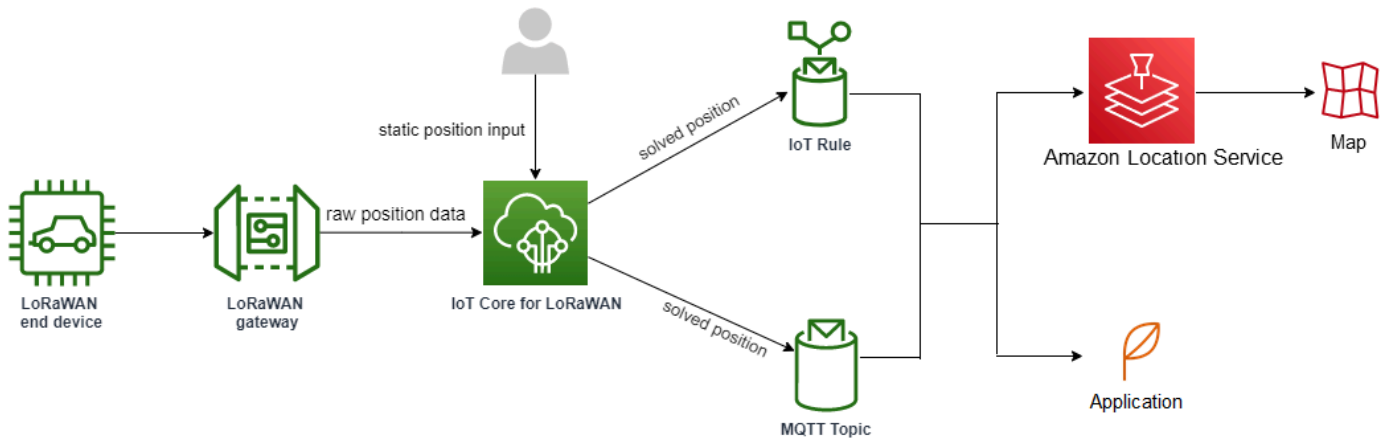 static position input
solved position
IoT Rule
Amazon Location Service
Map
raw position data
LoRaWAN
end device
LoRaWAN
gateway
IoT Core for LoRaWAN
solved position
MQTT Topic
Application